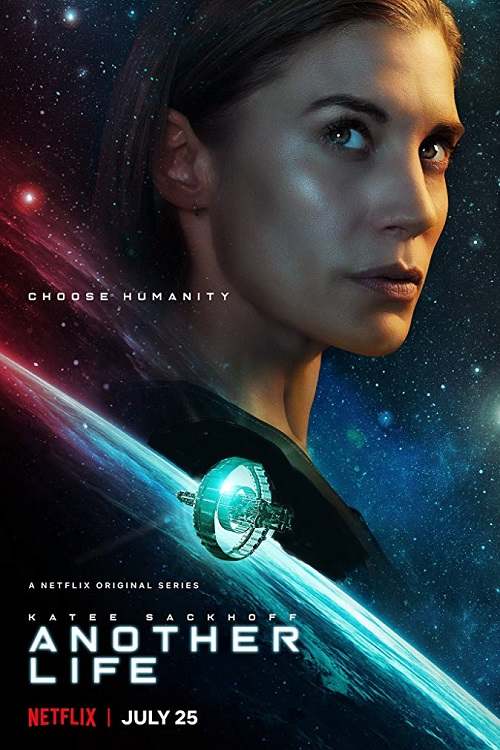 CHOOSE HUMANITY
A NETFLIX ORIGINAL SERIES
KATEE SACKHOFF
ANOTHER
LIFE
NETFLIX | JULY 25